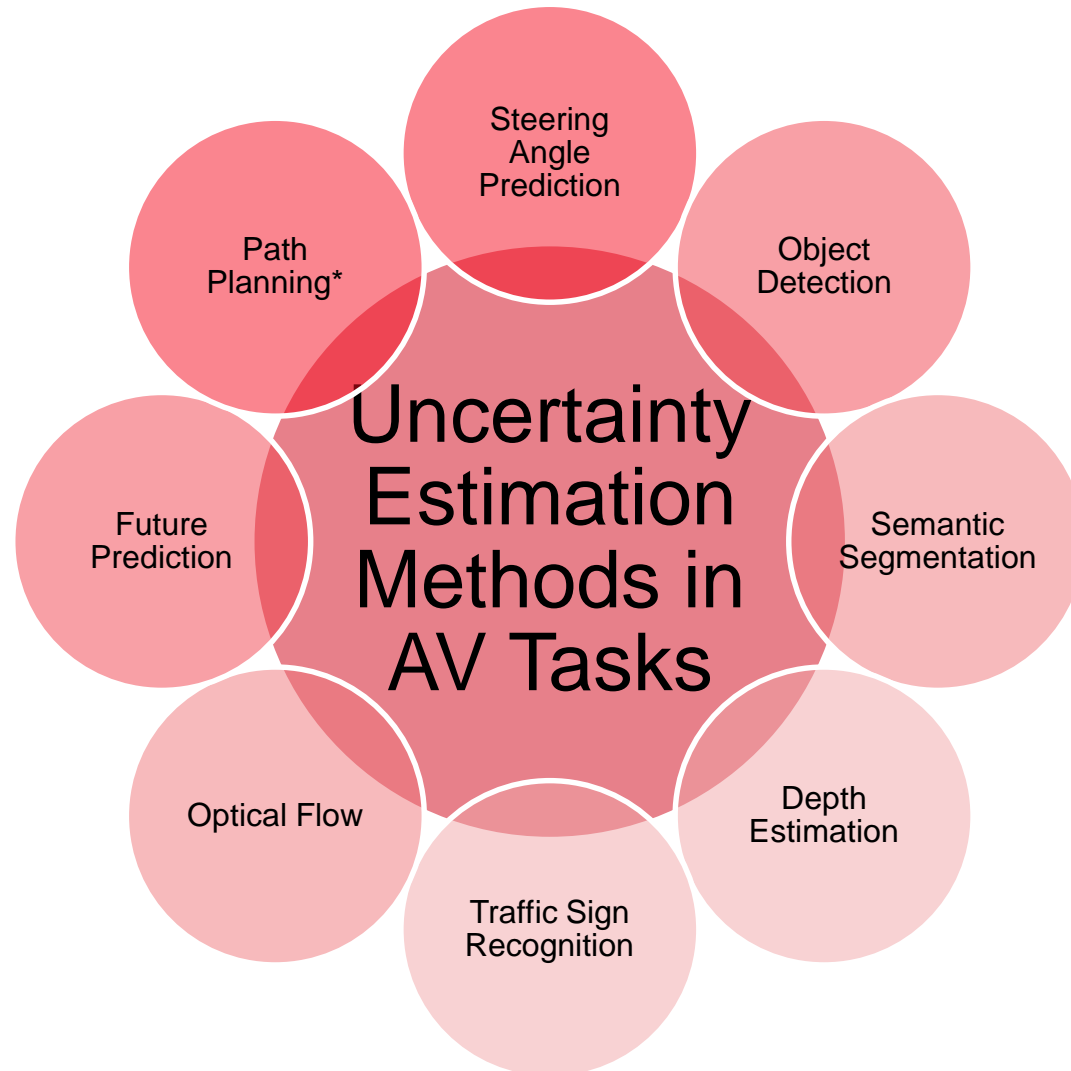 Steering
Angle
Prediction
Object
Detection
Semantic
Segmentation
Depth
Estimation
Traffic Sign
Recognition
Optical Flow
Future
Prediction
Path
Planning*
Uncertainty
Estimation
Methods in
AV Tasks